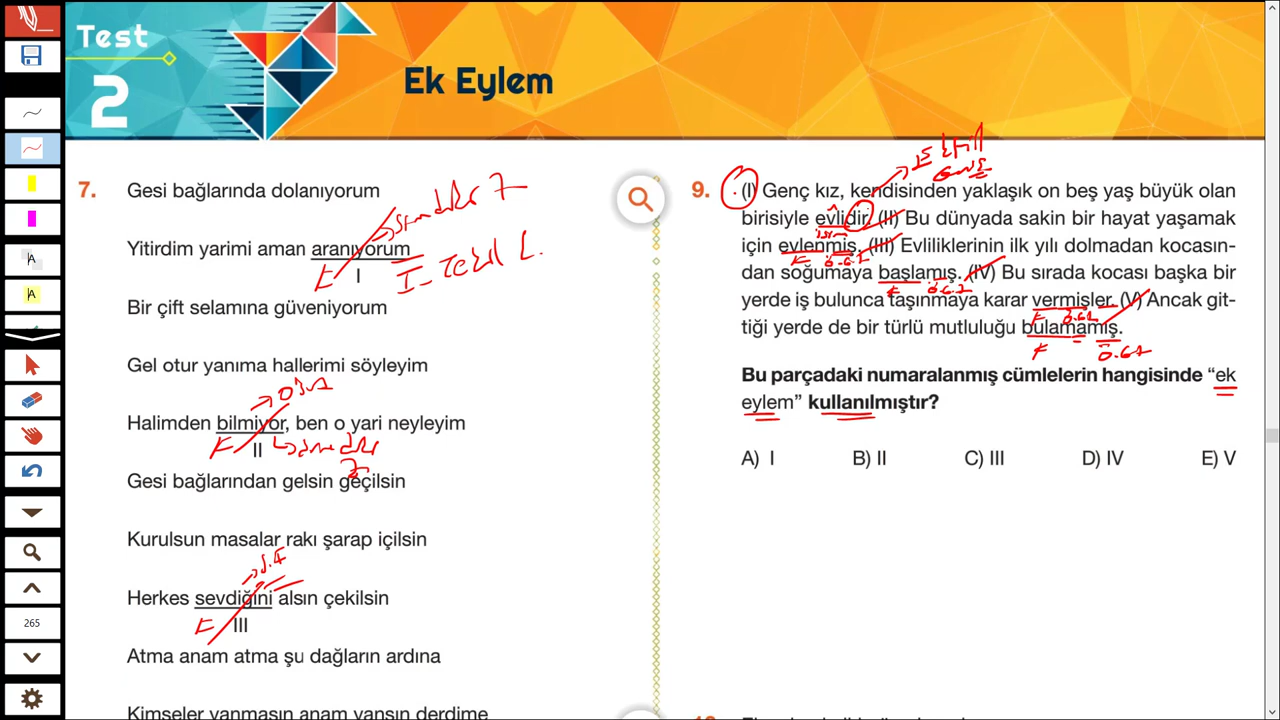 Test
2
Ek Eylem
7.
Gesi bağlarında dolanıyorum
Yitirdim yarimi aman aranıyorum
I
Bir çift selamına güveniyorum
Gel otur yanıma hallerimi söyleyim
Halimden bilmiyor, ben o yari neyleyim
II
Gesi bağlarından gelsin geçilsin
Kurulsun masalar rakı şarap içilsin
Herkes sevdiğini alsın çekilsin
III
Atma anam atma şu dağların ardına
Kimseler yanmasın anam yansın derdime
9.
(I) Genç kız, kendisinden yaklaşık on beş yaş büyük olan
birisiyle evlidir. (II) Bu dünyada sakin bir hayat yaşamak
için evlenmiş. (III) Evliliklerinin ilk yılı dolmadan kocasın-
dan soğumaya başlamış. (IV) Bu sırada kocası başka bir
yerde iş bulunca taşınmaya karar vermişler. (V) Ancak git-
tiği yerde de bir türlü mutluluğu bulamamış.
Bu parçadaki numaralanmış cümlelerin hangisinde “ek
eylem” kullanılmıştır?
A) I
B) II
C) III
D) IV
E) V
A
A
265